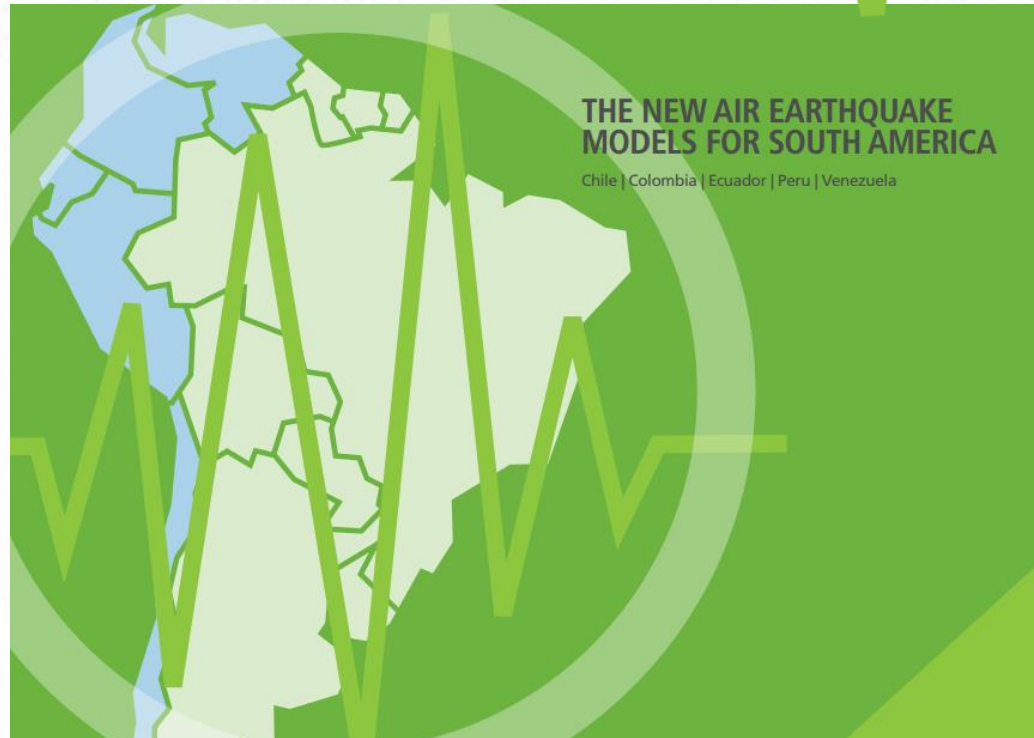 THE NEW AIR EARTHQUAKE
MODELS FOR SOUTH AMERICA
Chile | Colombia | Ecuador | Peru | Venezuela